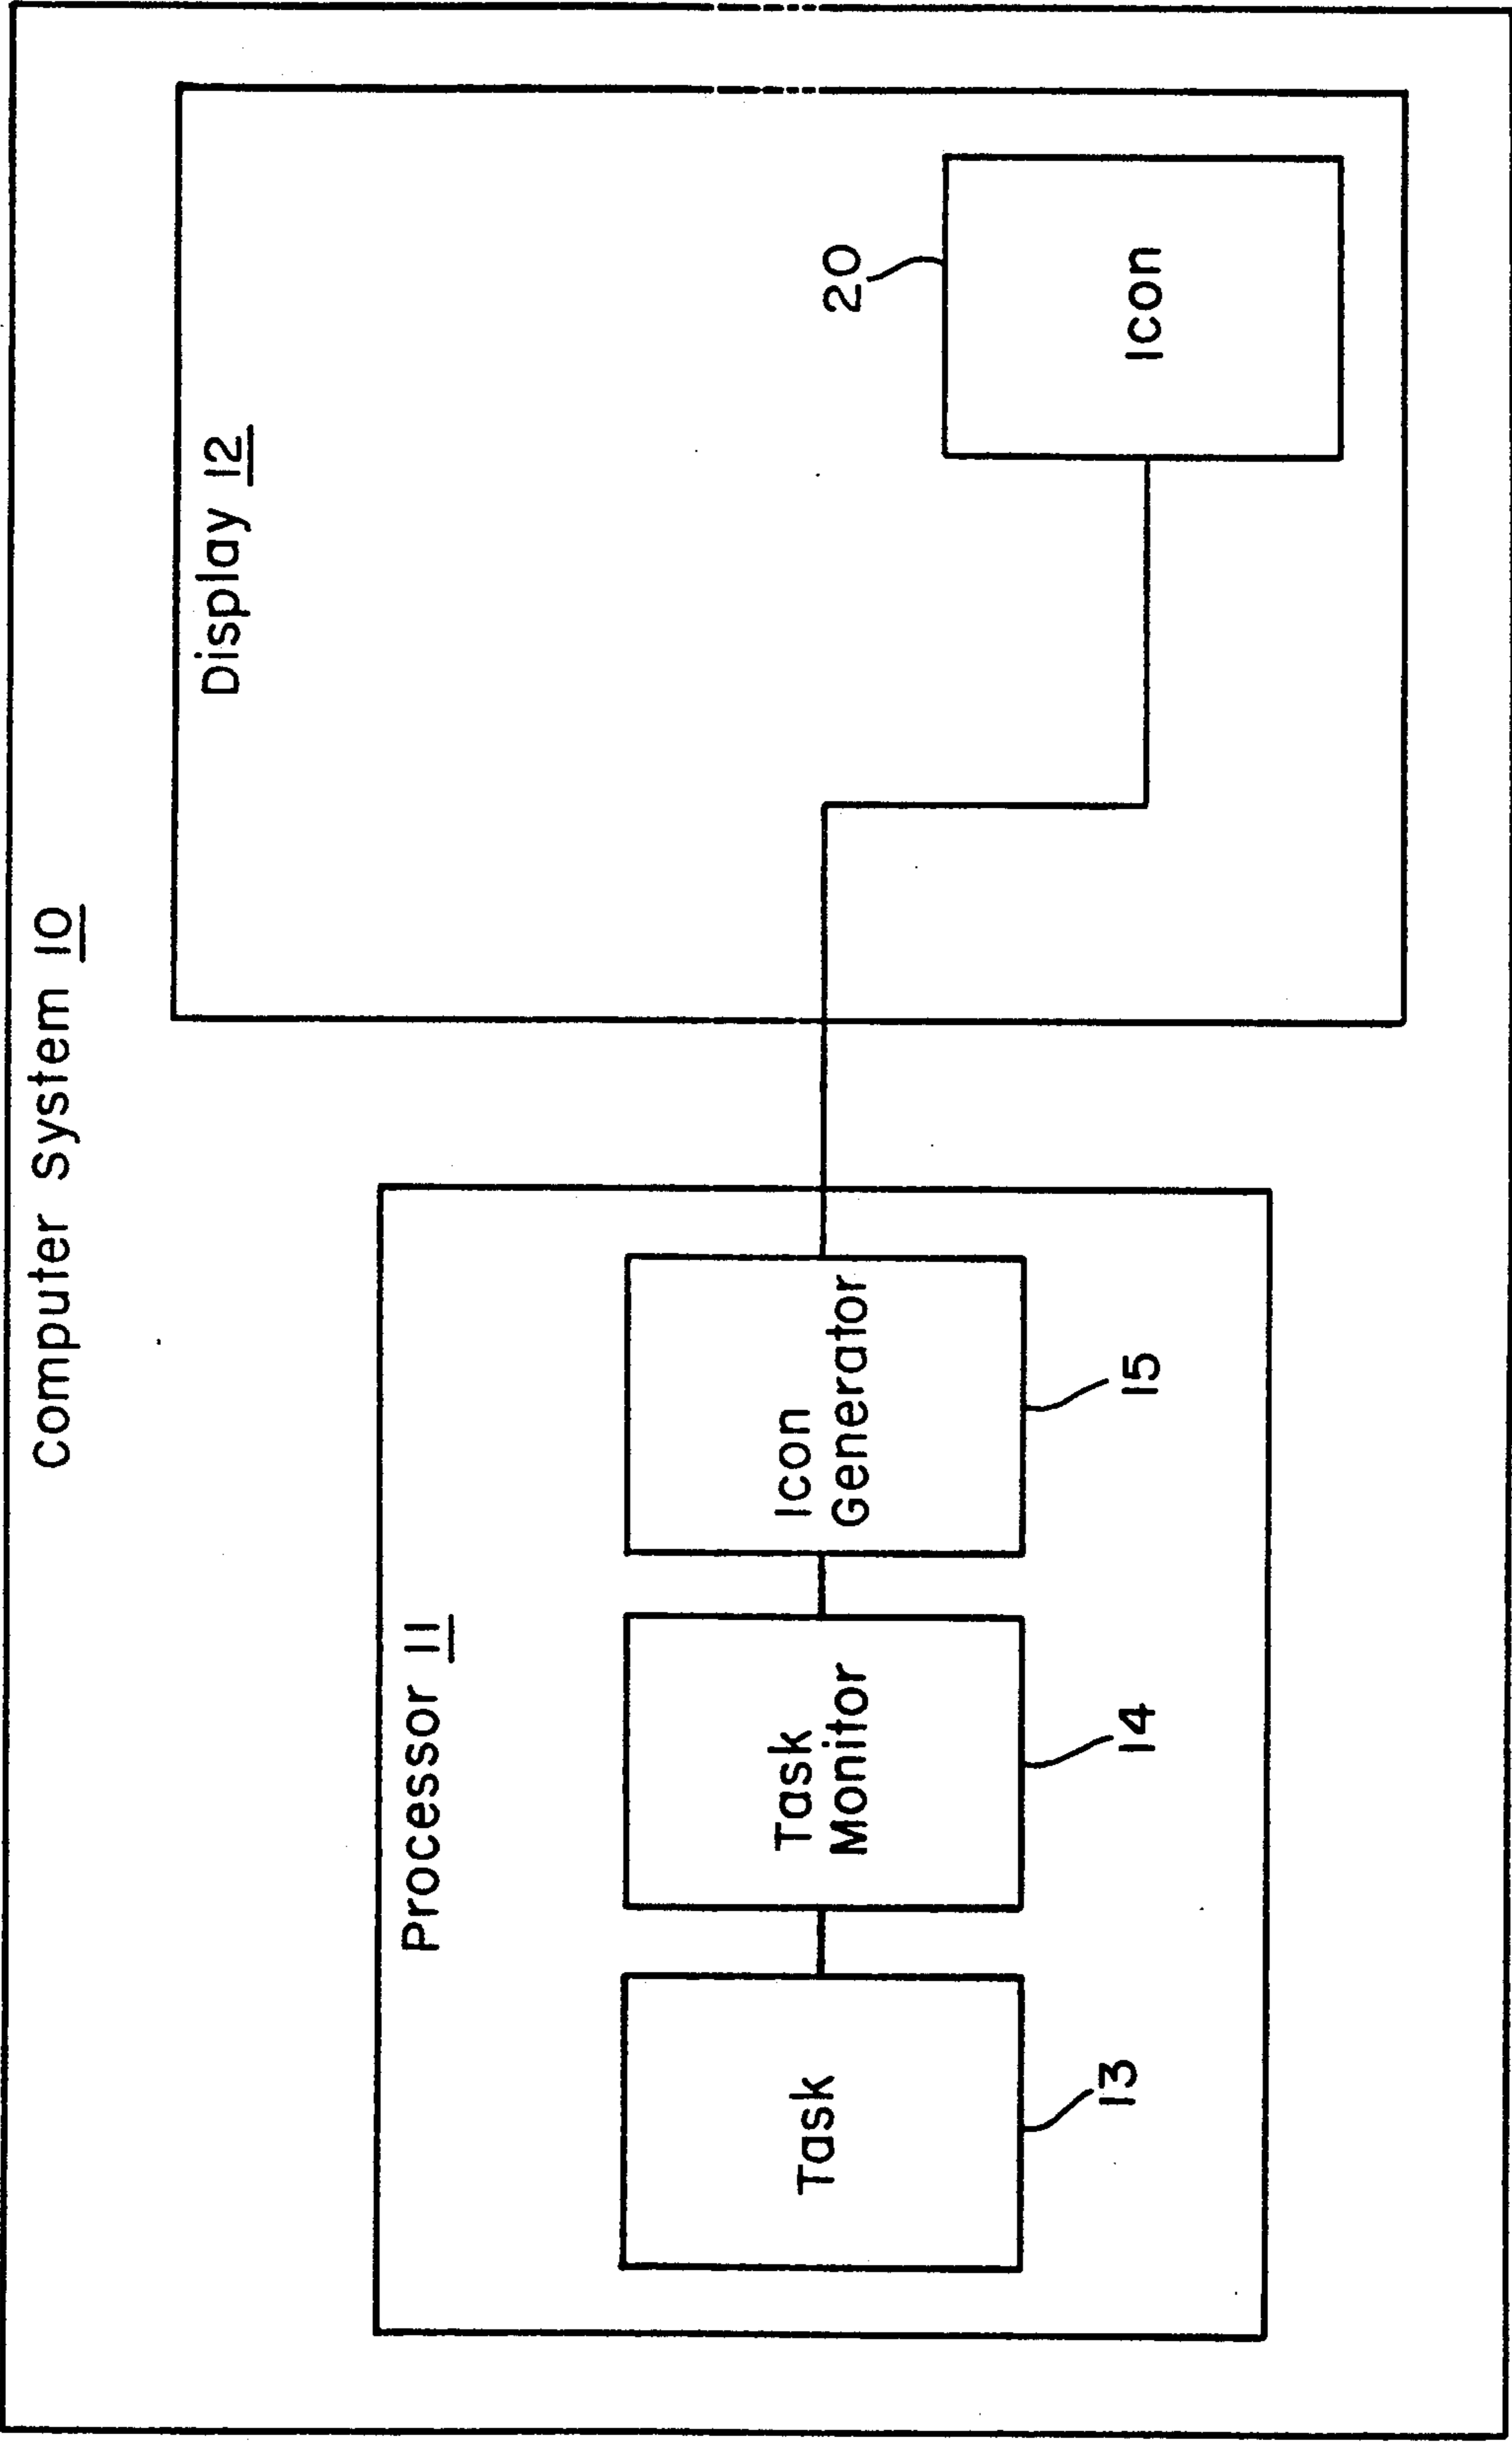 Computer System 10
Processor 11
Task
13
Task
Monitor
14
Icon
Generator
15
Display 12
20
Icon